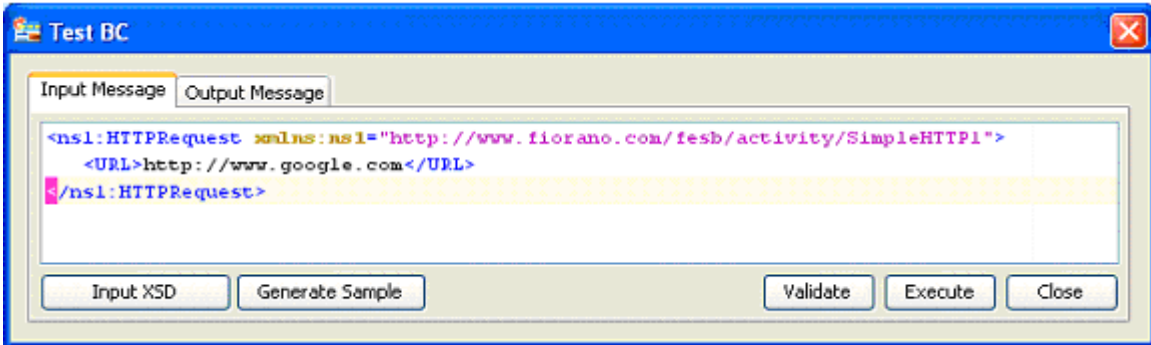 Test BC
Input Message Output Message
<ns1:HTTPRequest xmlns:ns1="http://www.fiorano.com/fesb/activity/SimpleHTTP1">
<URL>http://www.google.com</URL>
</ns1:HTTPRequest>
Input XSD Generate Sample Validate Execute Close